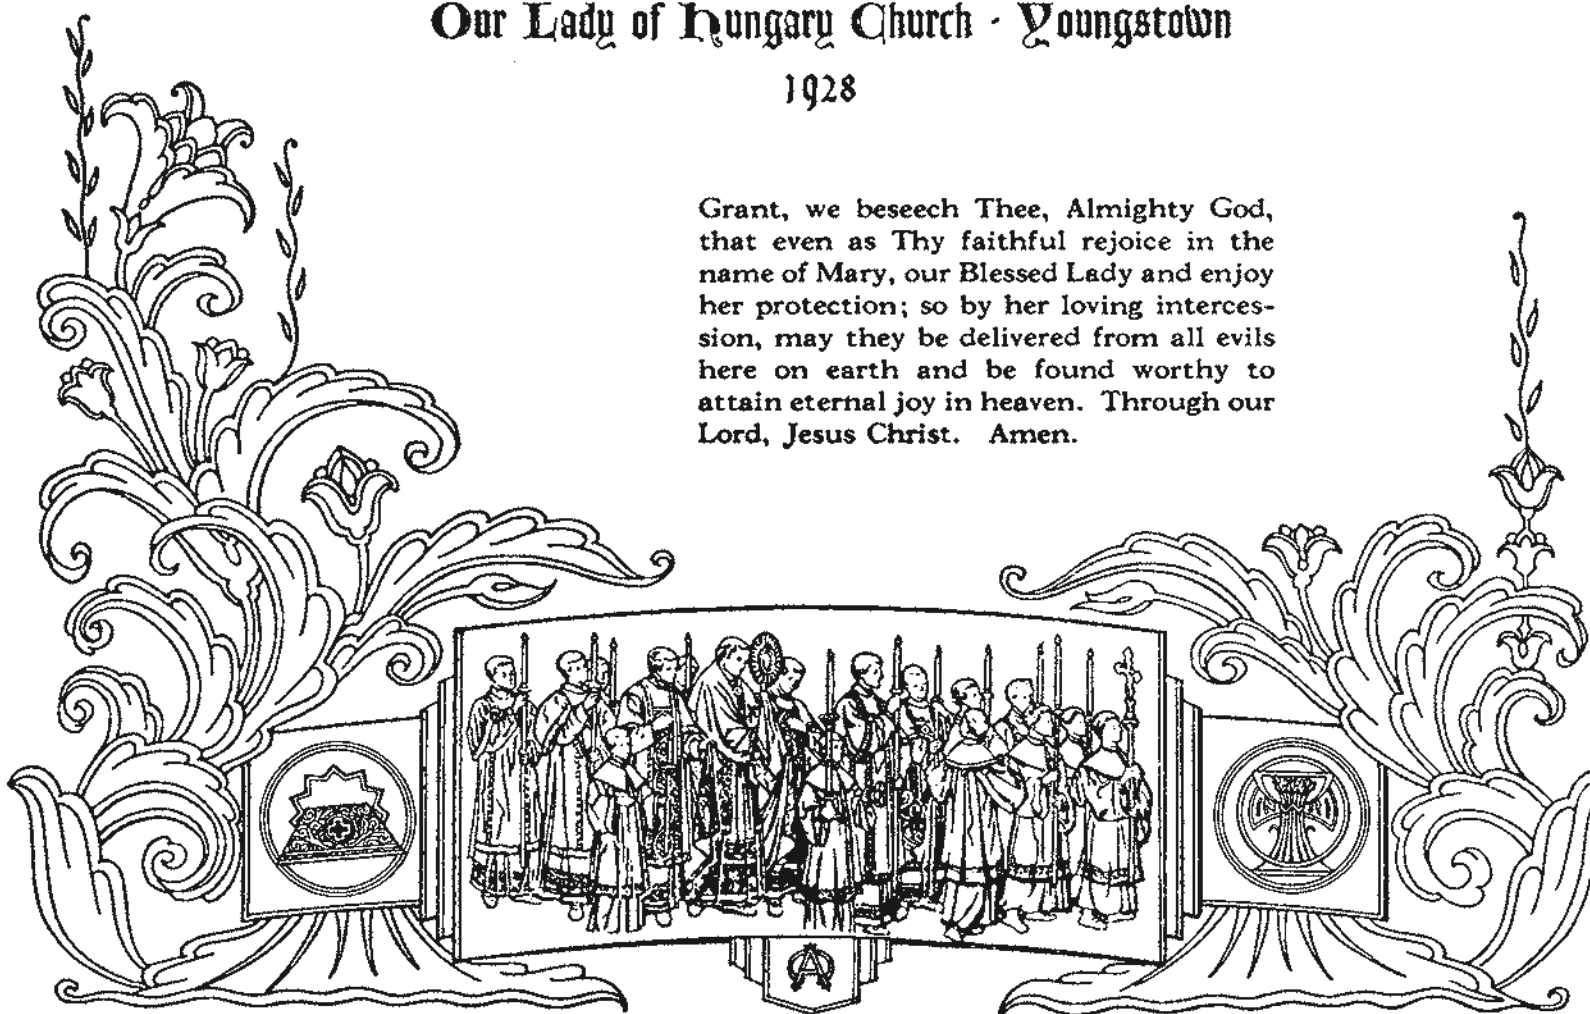 Our Lady of Hungary Church - Youngstown
1928
Grant, we beseech Thee, Almighty God,
that even as Thy faithful rejoice in the
name of Mary, our Blessed Lady and enjoy
her protection; so by her loving interces-
sion, may they be delivered from all evils
here on earth and be found worthy to
attain eternal joy in heaven. Through our
Lord, Jesus Christ. Amen.